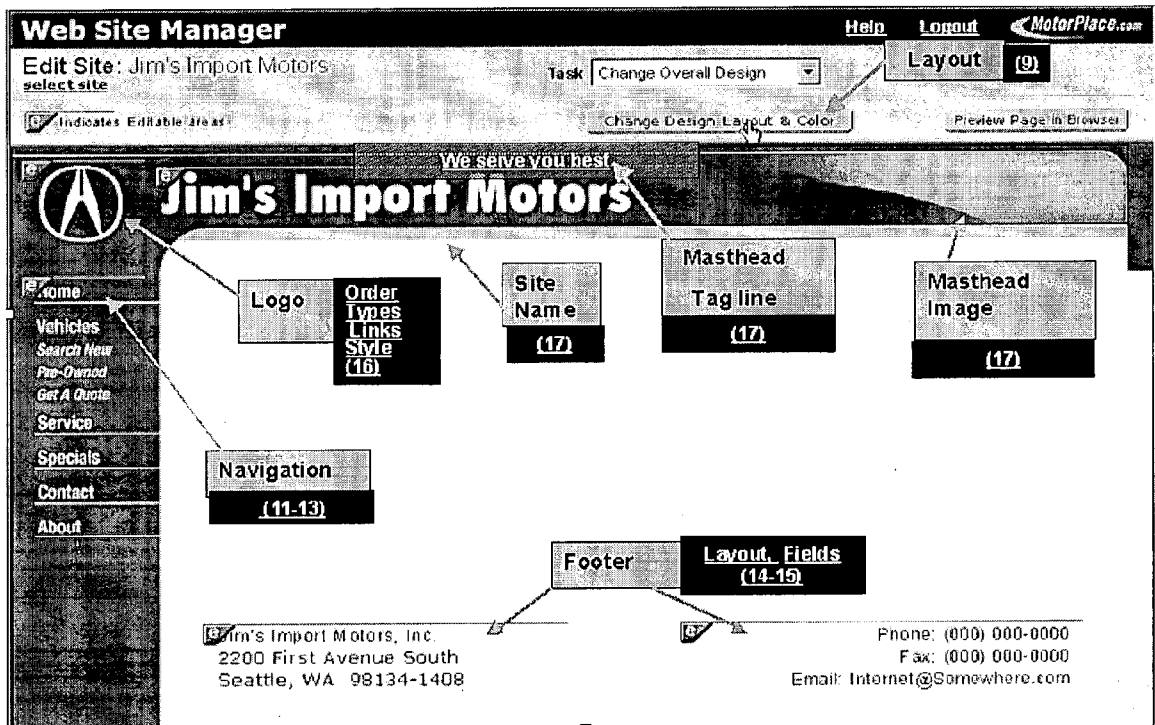 Web Site Manager
Help Logout MotorPlace.com
Edit Site: Jim's Import Motors
select site
Task Change Overall Design
Layout (9)
Indicates Editable areas
Change Design Layout & Color
Preview Page in Browser
We serve you best
Jim's Import Motors
Home
Vehicles
Search New
Pre-Owned
Get A Quote
Service
Specials
Contact
About
Logo
Order
Types
Links
Style
(16)
Site
Name
(17)
Masthead
Tag line
(17)
Masthead
Image
(17)
Navigation
(11-13)
Footer
Layout, Fields
(14-15)
Jim's Import Motors, Inc.
2200 First Avenue South
Seattle, WA 98134-1408
Phone: (000) 000-0000
Fax: (000) 000-0000
Email: Internet@Somewhere.com